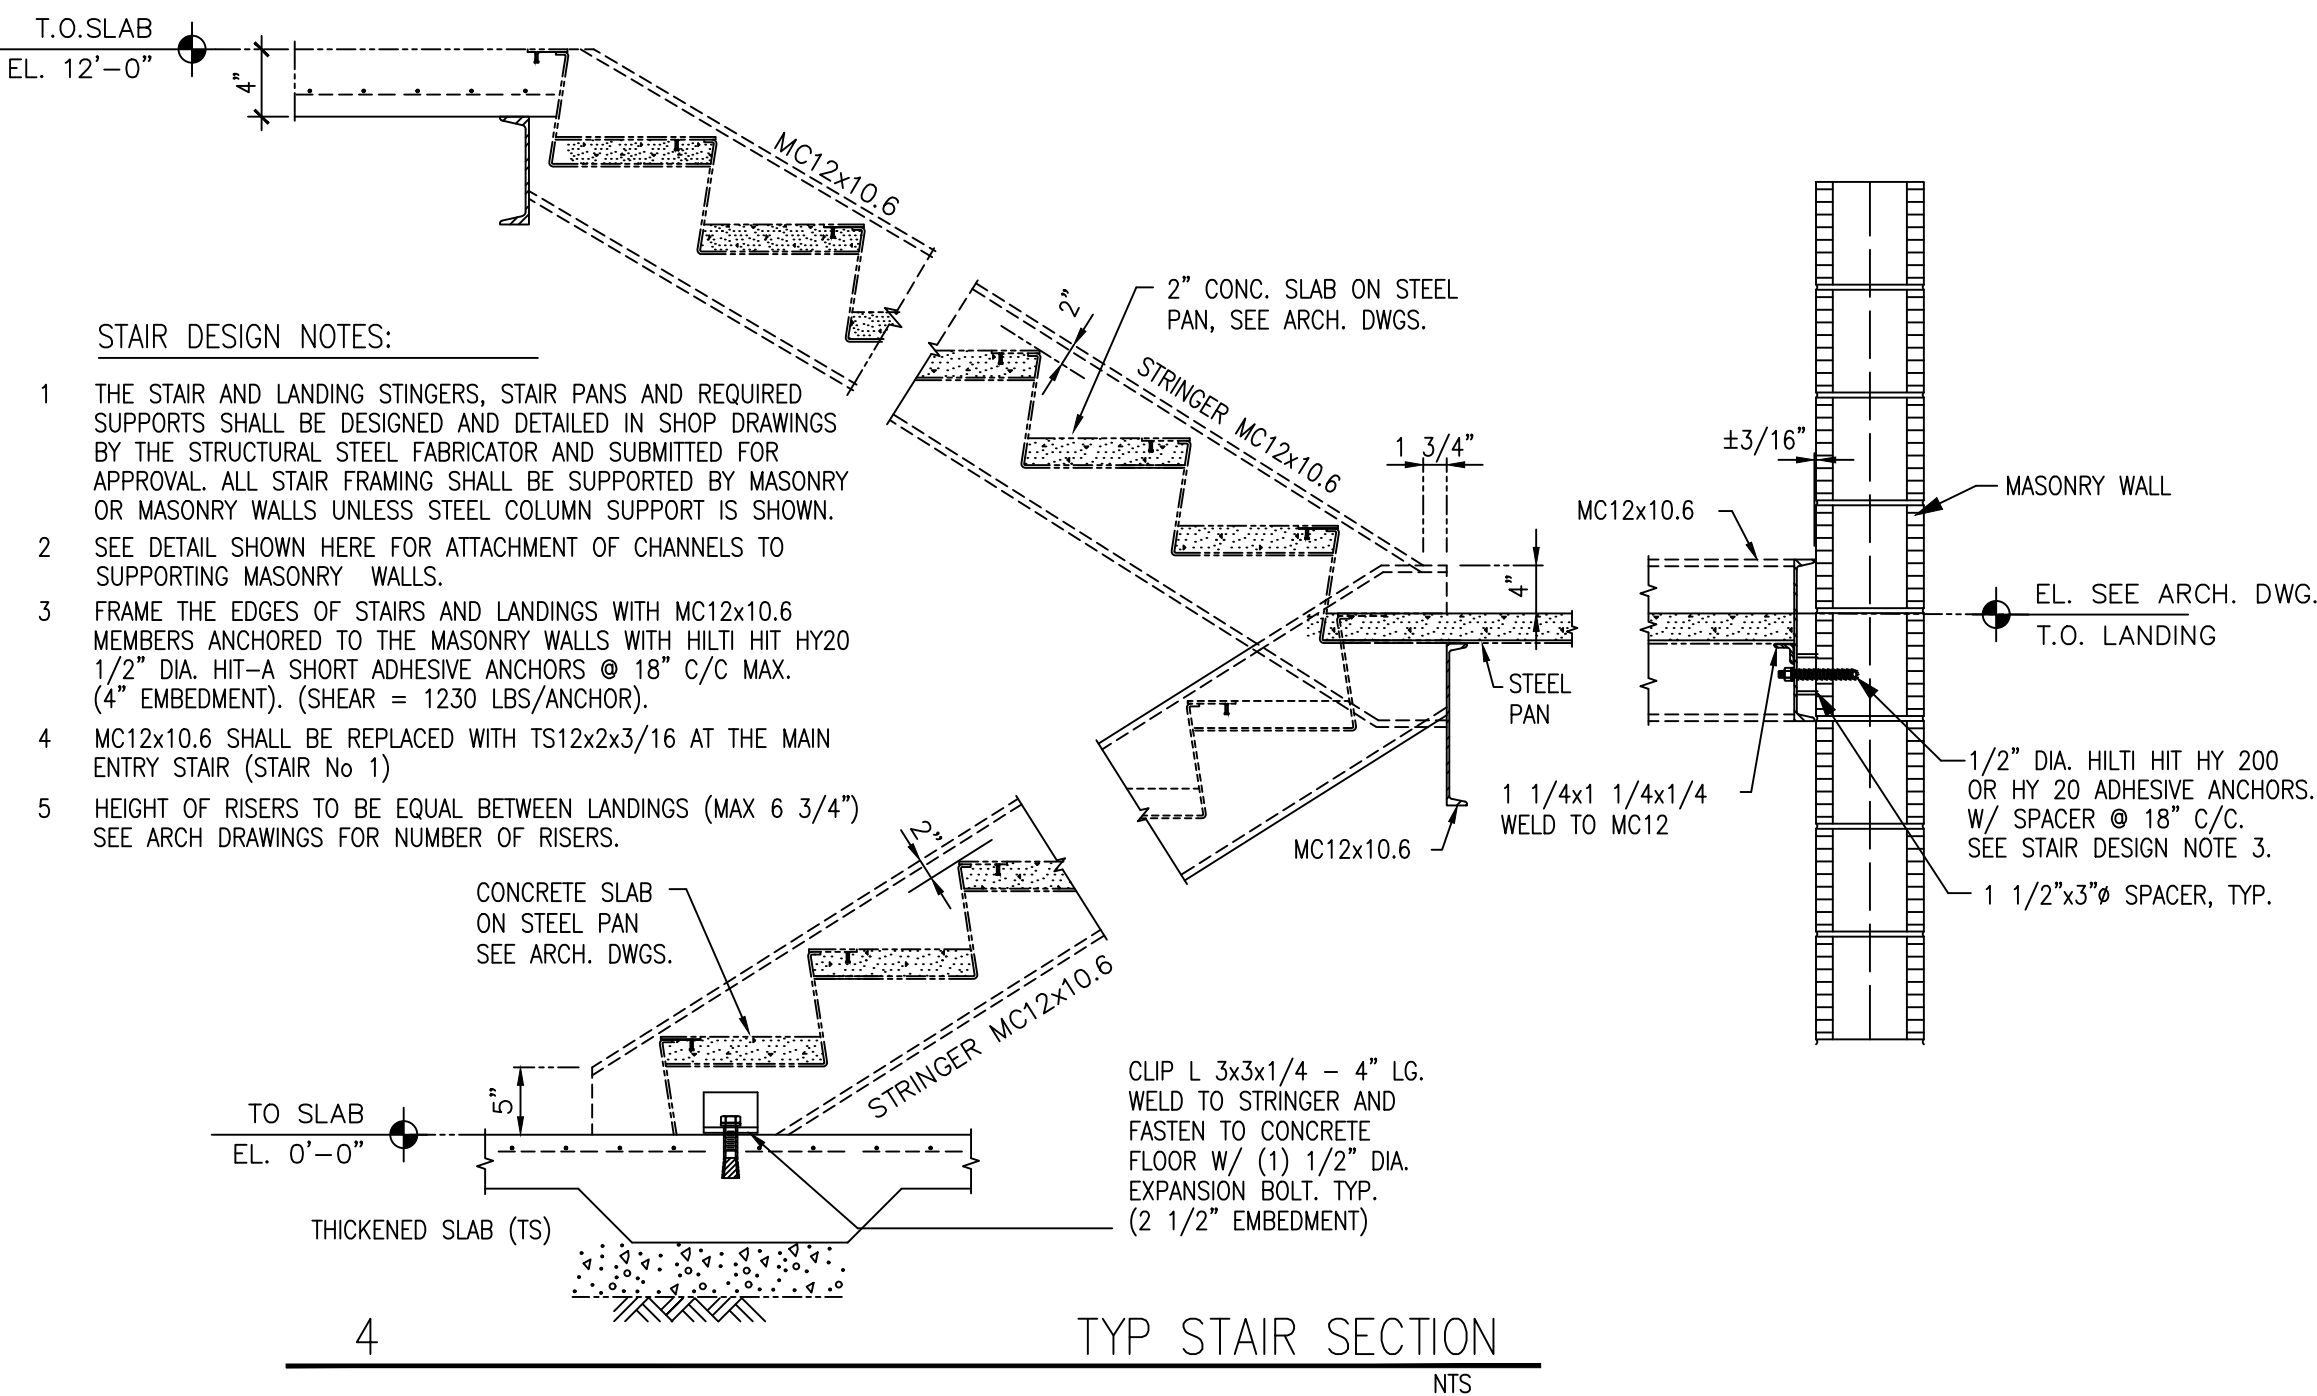 T.O.SLAB
EL. 12'-0"
4"
MC12x10.6
2"
2" CONC. SLAB ON STEEL
PAN, SEE ARCH. DWGS.
STRINGER MC12x10.6
1 3/4"
4"
STEEL
PAN
MC12x10.6
±3/16"
MC12x10.6
MASONRY WALL
EL. SEE ARCH. DWG.
T.O. LANDING
1 1/4x1 1/4x1/4
WELD TO MC12
1/2" DIA. HILTI HIT HY 200
OR HY 20 ADHESIVE ANCHORS.
W/ SPACER @ 18" C/C.
SEE STAIR DESIGN NOTE 3.
1 1/2"x3"ø SPACER, TYP.
STAIR DESIGN NOTES:
1 THE STAIR AND LANDING STINGERS, STAIR PANS AND REQUIRED
SUPPORTS SHALL BE DESIGNED AND DETAILED IN SHOP DRAWINGS
BY THE STRUCTURAL STEEL FABRICATOR AND SUBMITTED FOR
APPROVAL. ALL STAIR FRAMING SHALL BE SUPPORTED BY MASONRY
OR MASONRY WALLS UNLESS STEEL COLUMN SUPPORT IS SHOWN.
2 SEE DETAIL SHOWN HERE FOR ATTACHMENT OF CHANNELS TO
SUPPORTING MASONRY WALLS.
3 FRAME THE EDGES OF STAIRS AND LANDINGS WITH MC12x10.6
MEMBERS ANCHORED TO THE MASONRY WALLS WITH HILTI HIT HY20
1/2" DIA. HIT-A SHORT ADHESIVE ANCHORS @ 18" C/C MAX.
(4" EMBEDMENT). (SHEAR = 1230 LBS/ANCHOR).
4 MC12x10.6 SHALL BE REPLACED WITH TS12x2x3/16 AT THE MAIN
ENTRY STAIR (STAIR No 1)
5 HEIGHT OF RISERS TO BE EQUAL BETWEEN LANDINGS (MAX 6 3/4")
SEE ARCH DRAWINGS FOR NUMBER OF RISERS.
2"
CONCRETE SLAB
ON STEEL PAN
SEE ARCH. DWGS.
STRINGER MC12x10.6
5"
TO SLAB
EL. 0'-0"
THICKENED SLAB (TS)
CLIP L 3x3x1/4 - 4" LG.
WELD TO STRINGER AND
FASTEN TO CONCRETE
FLOOR W/ (1) 1/2" DIA.
EXPANSION BOLT. TYP.
(2 1/2" EMBEDMENT)
4 TYP STAIR SECTION
NTS